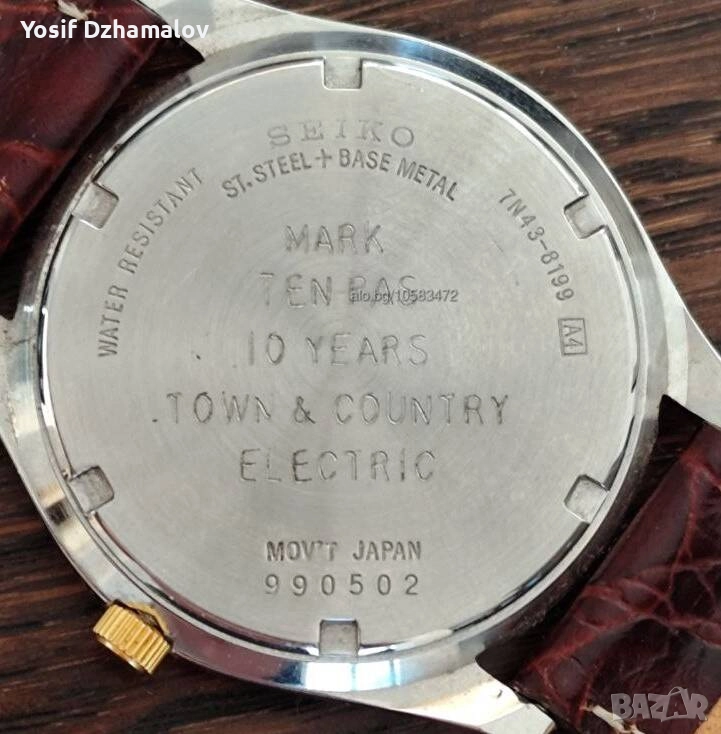 Yosif Dzhamalov
SEIKO
ST. STEEL + BASE METAL
WATER RESISTANT
7N43-8199 A4
MARK
TEN PAS
alo.bg/10583472
10 YEARS
TOWN & COUNTRY
ELECTRIC
MOV'T JAPAN
990502
BAZAR